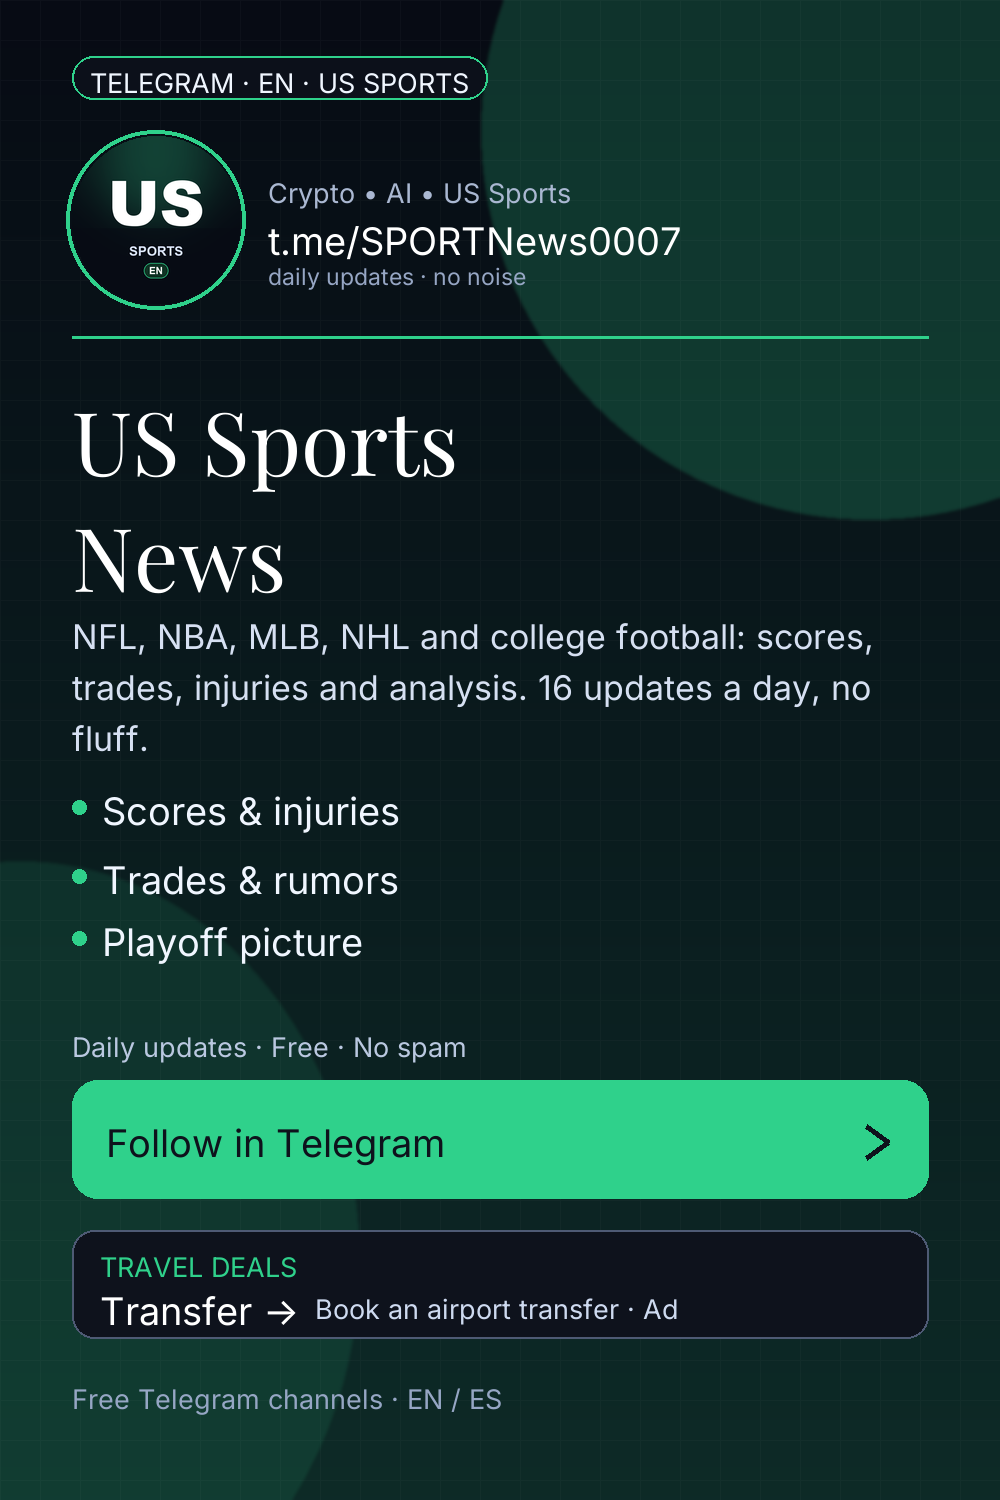 TELEGRAM · EN · US SPORTS
US
SPORTS
EN
Crypto • AI • US Sports
t.me/SPORTNews0007
daily updates · no noise
US Sports
News
NFL, NBA, MLB, NHL and college football: scores,
trades, injuries and analysis. 16 updates a day, no
fluff.
Scores & injuries
Trades & rumors
Playoff picture
Daily updates · Free · No spam
Follow in Telegram
TRAVEL DEALS
Transfer → Book an airport transfer · Ad
Free Telegram channels · EN / ES